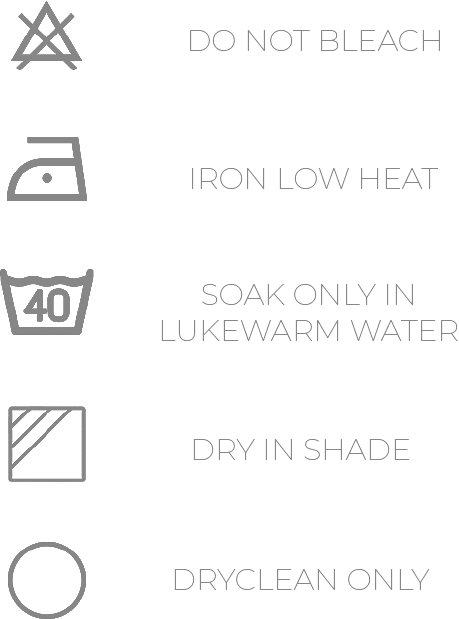 DO NOT BLEACH
IRON LOW HEAT
40
SOAK ONLY IN
LUKEWARM WATER
DRY IN SHADE
DRYCLEAN ONLY